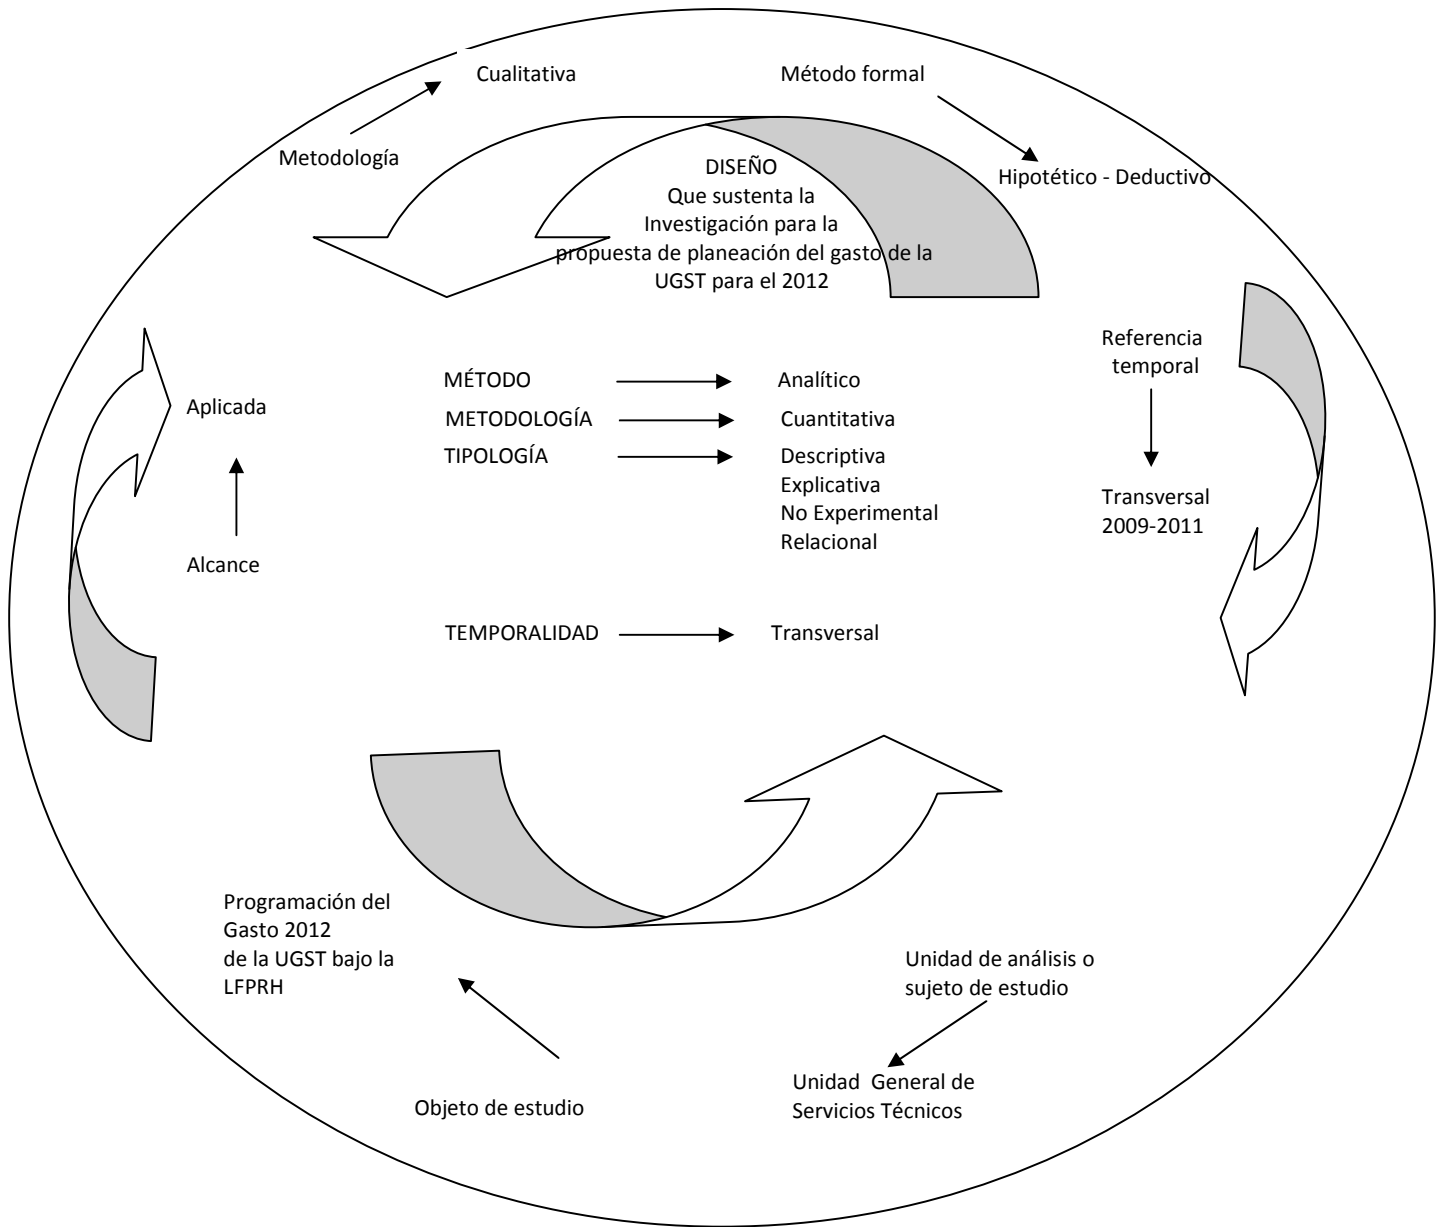 Cualitativa
Método formal
Metodología
Hipotético - Deductivo
DISEÑO
Que sustenta la
Investigación para la
propuesta de planeación del gasto de la
UGST para el 2012
Referencia
temporal
Transversal
2009-2011
Aplicada
Alcance
MÉTODO
Analítico
METODOLOGÍA
Cuantitativa
TIPOLOGÍA
Descriptiva
Explicativa
No Experimental
Relacional
TEMPORALIDAD
Transversal
Programación del
Gasto 2012
de la UGST bajo la
LFPRH
Objeto de estudio
Unidad de análisis o
sujeto de estudio
Unidad General de
Servicios Técnicos